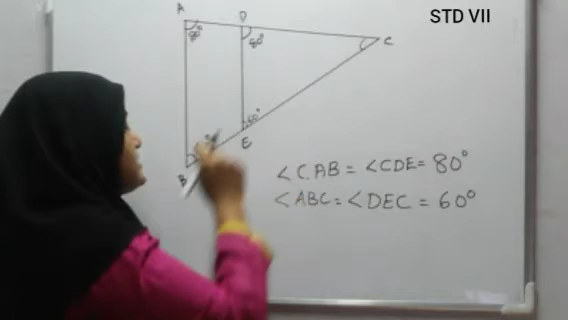 STD VII
A
D
C
80°
80°
60°
E
B
∠CAB = ∠CDE = 80°
∠ABC = ∠DEC = 60°